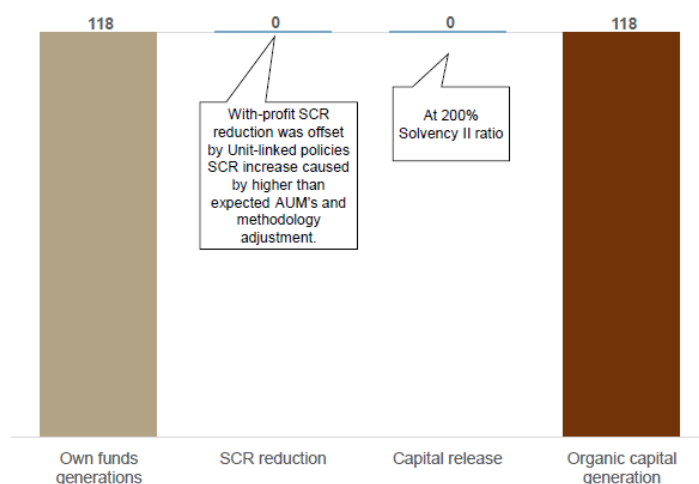 118
0
0
118
With-profit SCR
reduction was offset
by Unit-linked policies
SCR increase caused
by higher than
expected AUM's and
methodology
adjustment.
At 200%
Solvency II ratio
Own funds
generations
SCR reduction
Capital release
Organic capital
generation